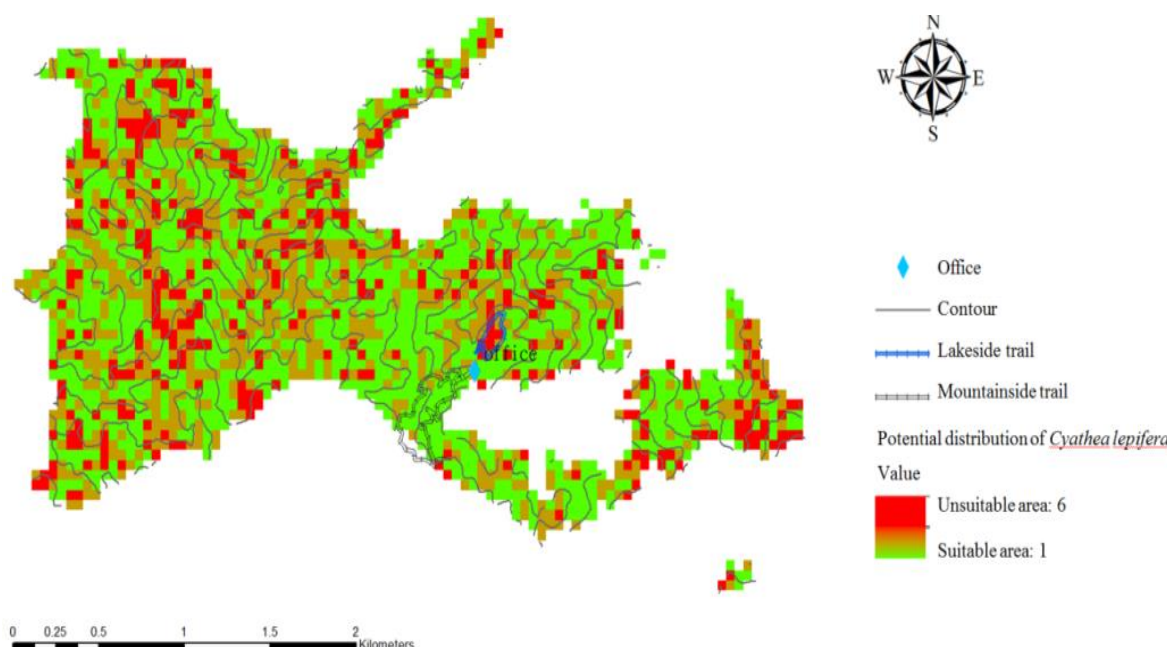 N
W E
S
Office
Contour
Lakeside trail
Mountainside trail
Potential distribution of Cyathea lepifera
Value
Unsuitable area: 6
Suitable area: 1
office
0 0.25 0.5 1 1.5 2
Kilometers